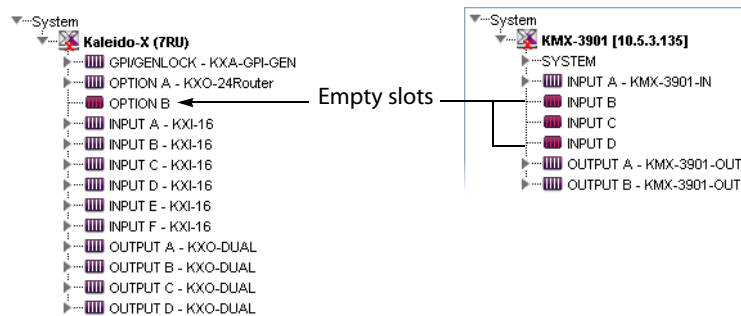 System
Kaleido-X (7RU)
GPI/GENLOCK - KXA-GPI-GEN
OPTION A - KXO-24Router
OPTION B
INPUT A - KXI-16
INPUT B - KXI-16
INPUT C - KXI-16
INPUT D - KXI-16
INPUT E - KXI-16
INPUT F - KXI-16
OUTPUT A - KXO-DUAL
OUTPUT B - KXO-DUAL
OUTPUT C - KXO-DUAL
OUTPUT D - KXO-DUAL
Empty slots
System
KMX-3901 [10.5.3.135]
SYSTEM
INPUT A - KMX-3901-IN
INPUT B
INPUT C
INPUT D
OUTPUT A - KMX-3901-OUT
OUTPUT B - KMX-3901-OUT